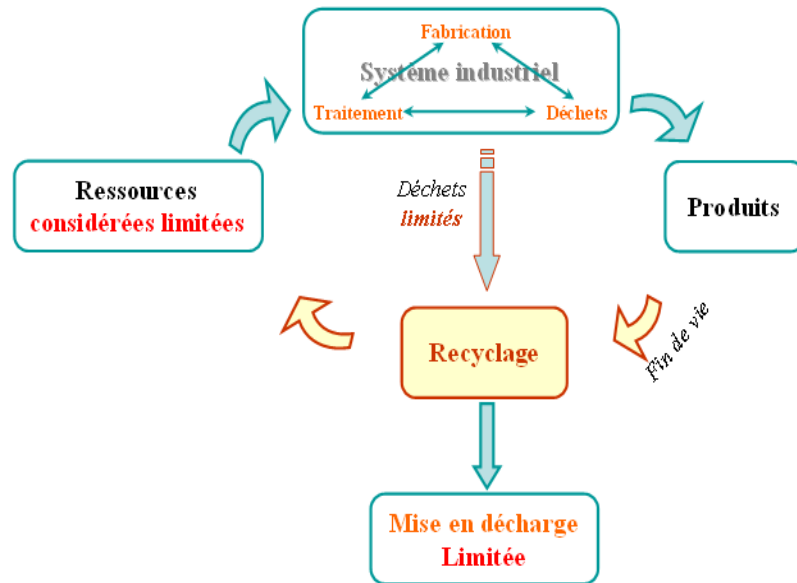 Fabrication
Système industriel
Traitement
Déchets
Ressources
considérées limitées
Déchets
limités
Produits
Recyclage
Fin de vie
Mise en décharge
Limitée